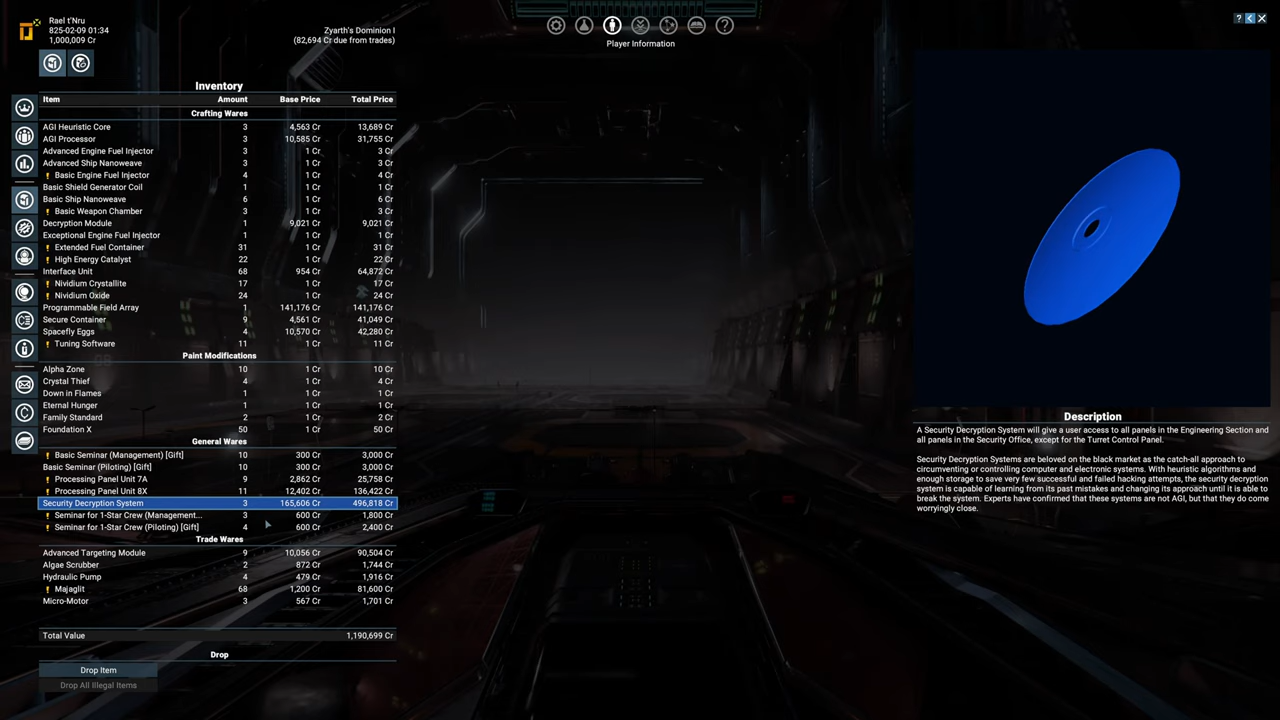 Rael t'Nru
825-02-09 01:34
1,000,009 Cr
Zyarth's Dominion I
(82,694 Cr due from trades)
Player Information
?
Inventory
Item Amount Base Price Total Price
Crafting Wares
AGI Heuristic Core 3 4,563 Cr 13,689 Cr
AGI Processor 3 10,585 Cr 31,755 Cr
Advanced Engine Fuel Injector 3 1 Cr 3 Cr
Advanced Ship Nanoweave 3 1 Cr 3 Cr
! Basic Engine Fuel Injector 4 1 Cr 4 Cr
Basic Shield Generator Coil 1 1 Cr 1 Cr
Basic Ship Nanoweave 6 1 Cr 6 Cr
! Basic Weapon Chamber 3 1 Cr 3 Cr
Decryption Module 1 9,021 Cr 9,021 Cr
Exceptional Engine Fuel Injector 1 1 Cr 1 Cr
! Extended Fuel Container 31 1 Cr 31 Cr
! High Energy Catalyst 22 1 Cr 22 Cr
Interface Unit 68 954 Cr 64,872 Cr
! Nividium Crystallite 17 1 Cr 17 Cr
! Nividium Oxide 24 1 Cr 24 Cr
Programmable Field Array 1 141,176 Cr 141,176 Cr
Secure Container 9 4,561 Cr 41,049 Cr
Spacefly Eggs 4 10,570 Cr 42,280 Cr
! Tuning Software 11 1 Cr 11 Cr
Paint Modifications
Alpha Zone 10 1 Cr 10 Cr
Crystal Thief 4 1 Cr 4 Cr
Down in Flames 1 1 Cr 1 Cr
Eternal Hunger 1 1 Cr 1 Cr
Family Standard 2 1 Cr 2 Cr
Foundation X 50 1 Cr 50 Cr
General Wares
! Basic Seminar (Management) [Gift] 10 300 Cr 3,000 Cr
Basic Seminar (Piloting) [Gift] 10 300 Cr 3,000 Cr
! Processing Panel Unit 7A 9 2,862 Cr 25,758 Cr
! Processing Panel Unit 8X 11 12,402 Cr 136,422 Cr
Security Decryption System 3 165,606 Cr 496,818 Cr
! Seminar for 1-Star Crew (Management... 3 600 Cr 1,800 Cr
! Seminar for 1-Star Crew (Piloting) [Gift] 4 600 Cr 2,400 Cr
Trade Wares
Advanced Targeting Module 9 10,056 Cr 90,504 Cr
Algae Scrubber 2 872 Cr 1,744 Cr
Hydraulic Pump 4 479 Cr 1,916 Cr
! Majaglit 68 1,200 Cr 81,600 Cr
Micro-Motor 3 567 Cr 1,701 Cr
Total Value 1,190,699 Cr
Drop
Drop Item
Drop All Illegal Items
Description
A Security Decryption System will give a user access to all panels in the Engineering Section and
all panels in the Security Office, except for the Turret Control Panel.
Security Decryption Systems are beloved on the black market as the catch-all approach to
circumventing or controlling computer and electronic systems. With heuristic algorithms and
enough storage to save very few successful and failed hacking attempts, the security decryption
system is capable of learning from its past mistakes and changing its approach until it is able to
break the system. Experts have confirmed that these systems are not AGI, but that they do come
worryingly close.